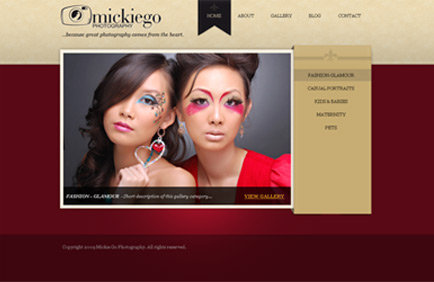 mickiego
PHOTOGRAPHY
...because great photography comes from the heart.
HOME ABOUT GALLERY BLOG CONTACT
FASHION-GLAMOUR
CASUAL PORTRAITS
KIDS & BABIES
MATERNITY
PETS
FASHION - GLAMOUR - Short description of this gallery category... VIEW GALLERY
Copyright 2009 Mickie Go Photography. All rights reserved.